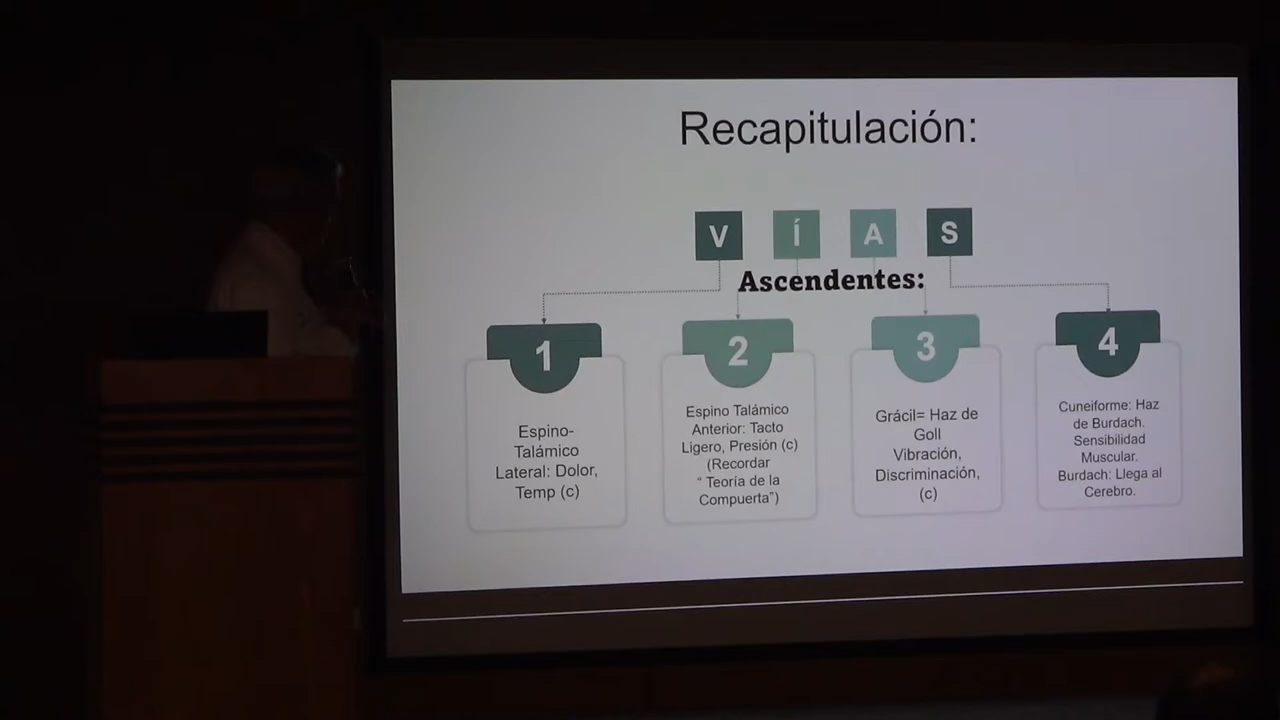 Recapitulación:
V Í A S
Ascendentes:
1
Espino-
Talámico
Lateral: Dolor,
Temp (c)
2
Espino Talámico
Anterior: Tacto
Ligero, Presión (c)
(Recordar
“ Teoría de la
Compuerta”)
3
Grácil= Haz de
Goll
Vibración,
Discriminación,
(c)
4
Cuneiforme: Haz
de Burdach.
Sensibilidad
Muscular.
Burdach: Llega al
Cerebro.